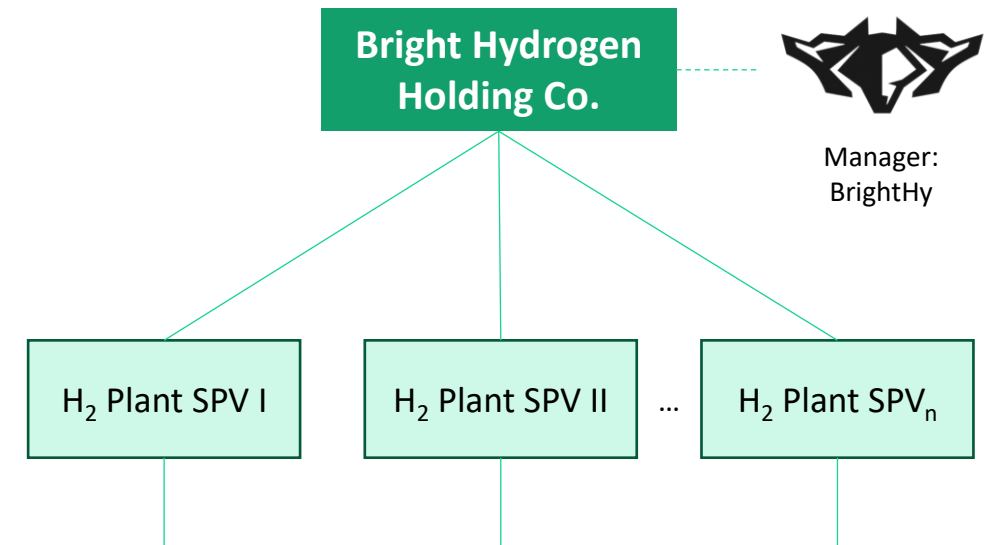 Bright Hydrogen
Holding Co.
Manager:
BrightHy
H₂ Plant SPV I
H₂ Plant SPV II
...
H₂ Plant SPVₙ